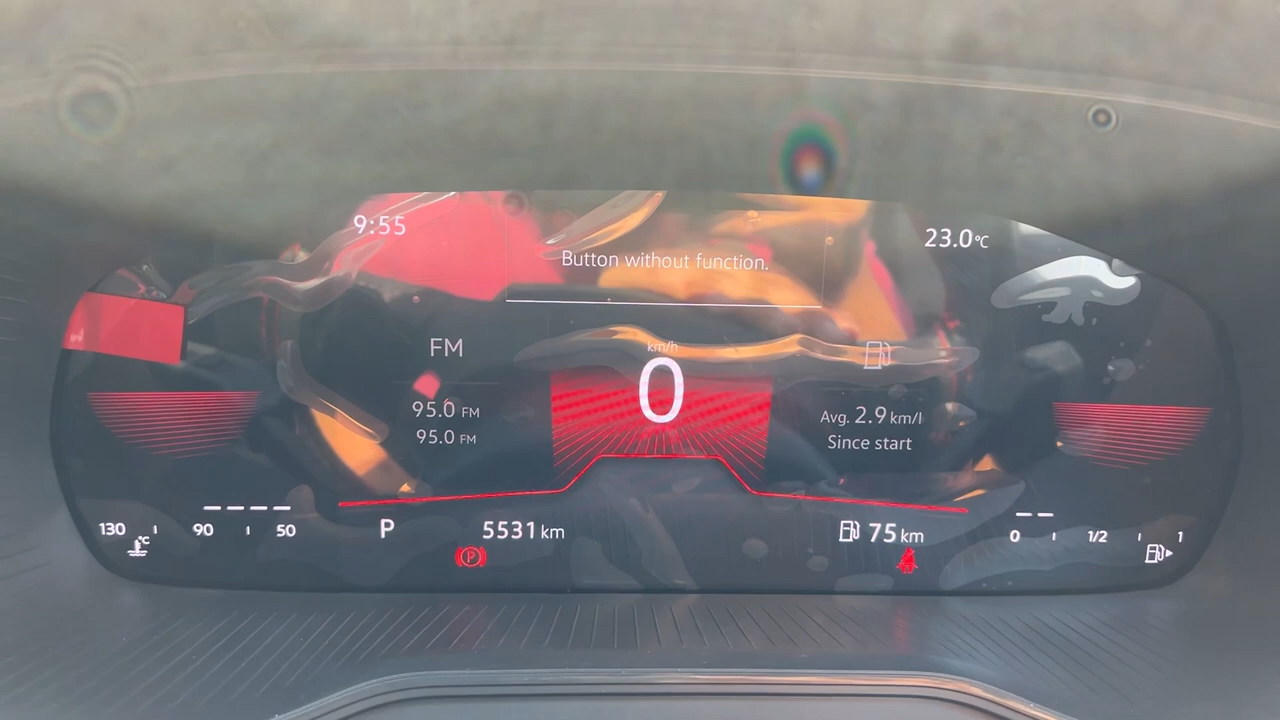 9:55
23.0°C
Button without function.
FM
km/h
0
95.0 FM
95.0 FM
Avg. 2.9 km/l
Since start
130 °C 90 50
P
5531 km
75 km
0 1/2 1
P